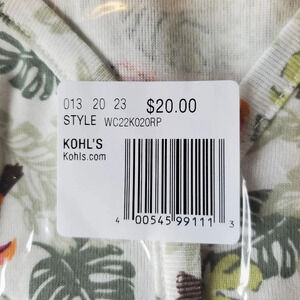 013 20 23 $20.00
STYLE WC22K020RP
KOHL'S
Kohls.com
4 00545 99111 3